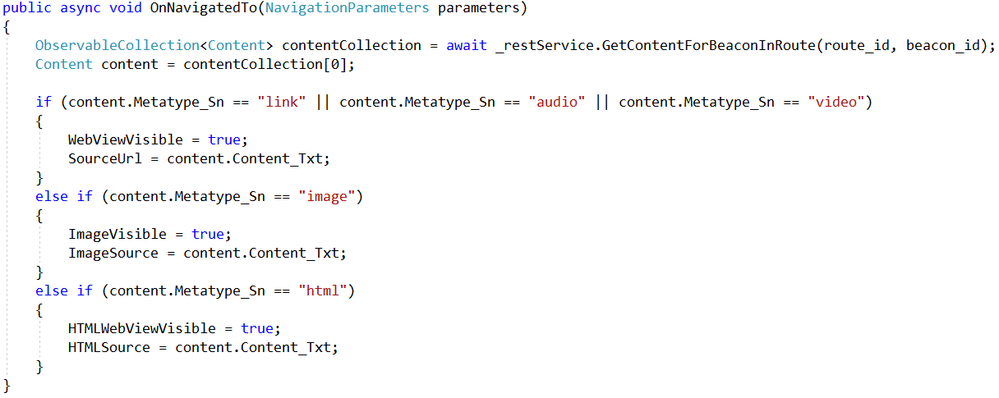 public async void OnNavigatedTo(NavigationParameters parameters)
{
    ObservableCollection<Content> contentCollection = await _restService.GetContentForBeaconInRoute(route_id, beacon_id);
    Content content = contentCollection[0];

    if (content.Metatype_Sn == "link" || content.Metatype_Sn == "audio" || content.Metatype_Sn == "video")
    {
        WebViewVisible = true;
        SourceUrl = content.Content_Txt;
    }
    else if (content.Metatype_Sn == "image")
    {
        ImageVisible = true;
        ImageSource = content.Content_Txt;
    }
    else if (content.Metatype_Sn == "html")
    {
        HTMLWebViewVisible = true;
        HTMLSource = content.Content_Txt;
    }
}